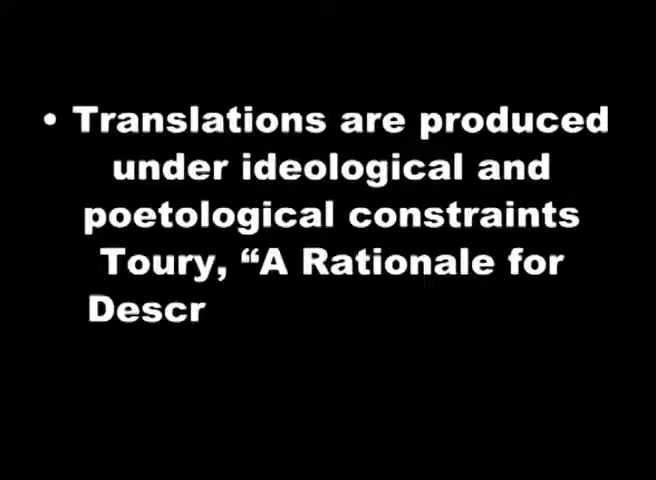 • Translations are produced
under ideological and
poetological constraints
Toury, “A Rationale for
Descr